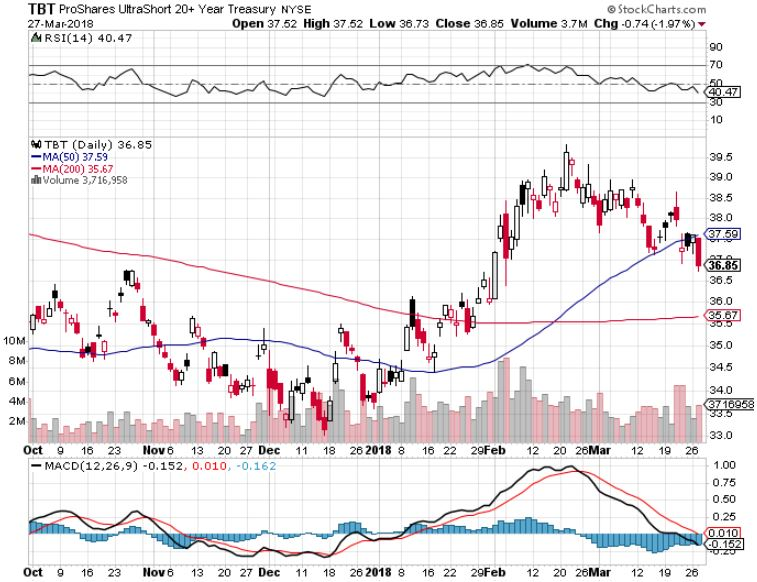 TBT ProShares UltraShort 20+ Year Treasury NYSE © StockCharts.com
27-Mar-2018 Open 37.52 High 37.52 Low 36.73 Close 36.85 Volume 3.7M Chg -0.74 (-1.97%)
RSI(14) 40.47
90
70
50
40.47
30
10
TBT (Daily) 36.85
MA(50) 37.59
MA(200) 35.67
Volume 3,716,958
39.5
39.0
38.5
38.0
37.59
37.5
37.0
36.85
36.5
36.0
35.67
35.5
35.0
34.5
34.0
33.5
33.0
10M
8M
6M
4M
2M
3716958
Oct 9 16 23 Nov 6 13 20 27 Dec 11 18 26 2018 8 16 22 29 Feb 12 20 26 Mar 12 19 26
MACD(12,26,9) -0.152, 0.010, -0.162
1.00
0.75
0.50
0.25
0.010
-0.152
-0.25
Oct 9 16 23 Nov 6 13 20 27 Dec 11 18 26 2018 8 16 22 29 Feb 12 20 26 Mar 12 19 26